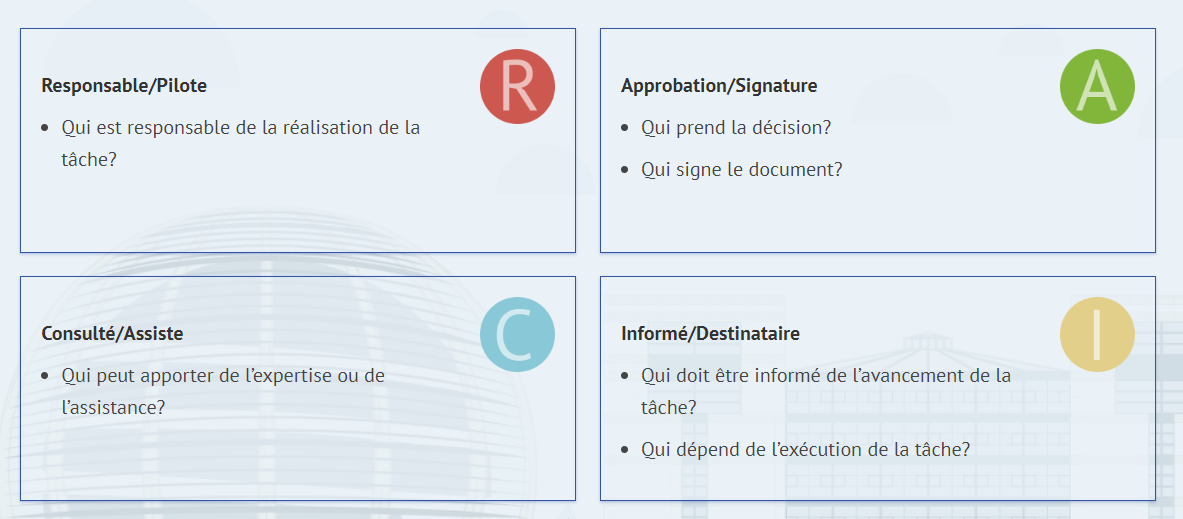 Responsable/Pilote
R
• Qui est responsable de la réalisation de la
tâche?
Approbation/Signature
A
• Qui prend la décision?
• Qui signe le document?
Consulté/Assiste
C
• Qui peut apporter de l’expertise ou de
l’assistance?
Informé/Destinataire
I
• Qui doit être informé de l’avancement de la
tâche?
• Qui dépend de l’exécution de la tâche?